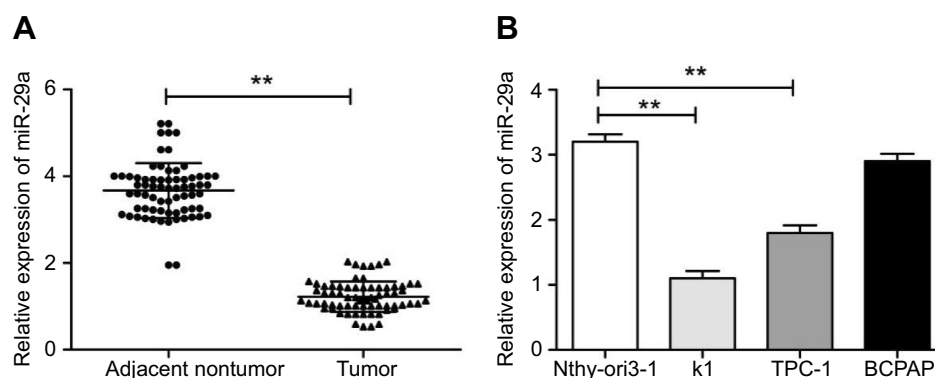 A
Relative expression of miR-29a
6
4
2
0
**
Adjacent nontumor
Tumor
B
Relative expression of miR-29a
4
3
2
1
0
**
**
Nthy-ori3-1
k1
TPC-1
BCPAP